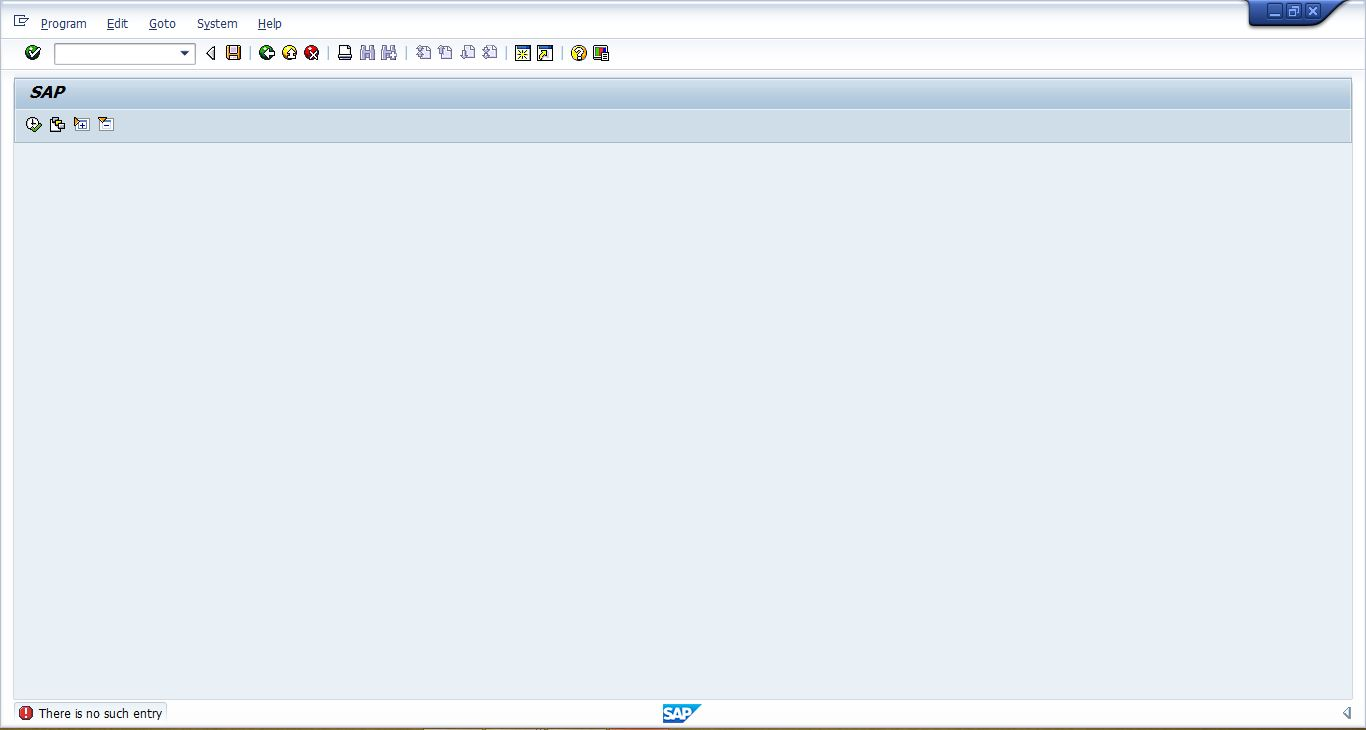 Program Edit Goto System Help
SAP
There is no such entry
SAP